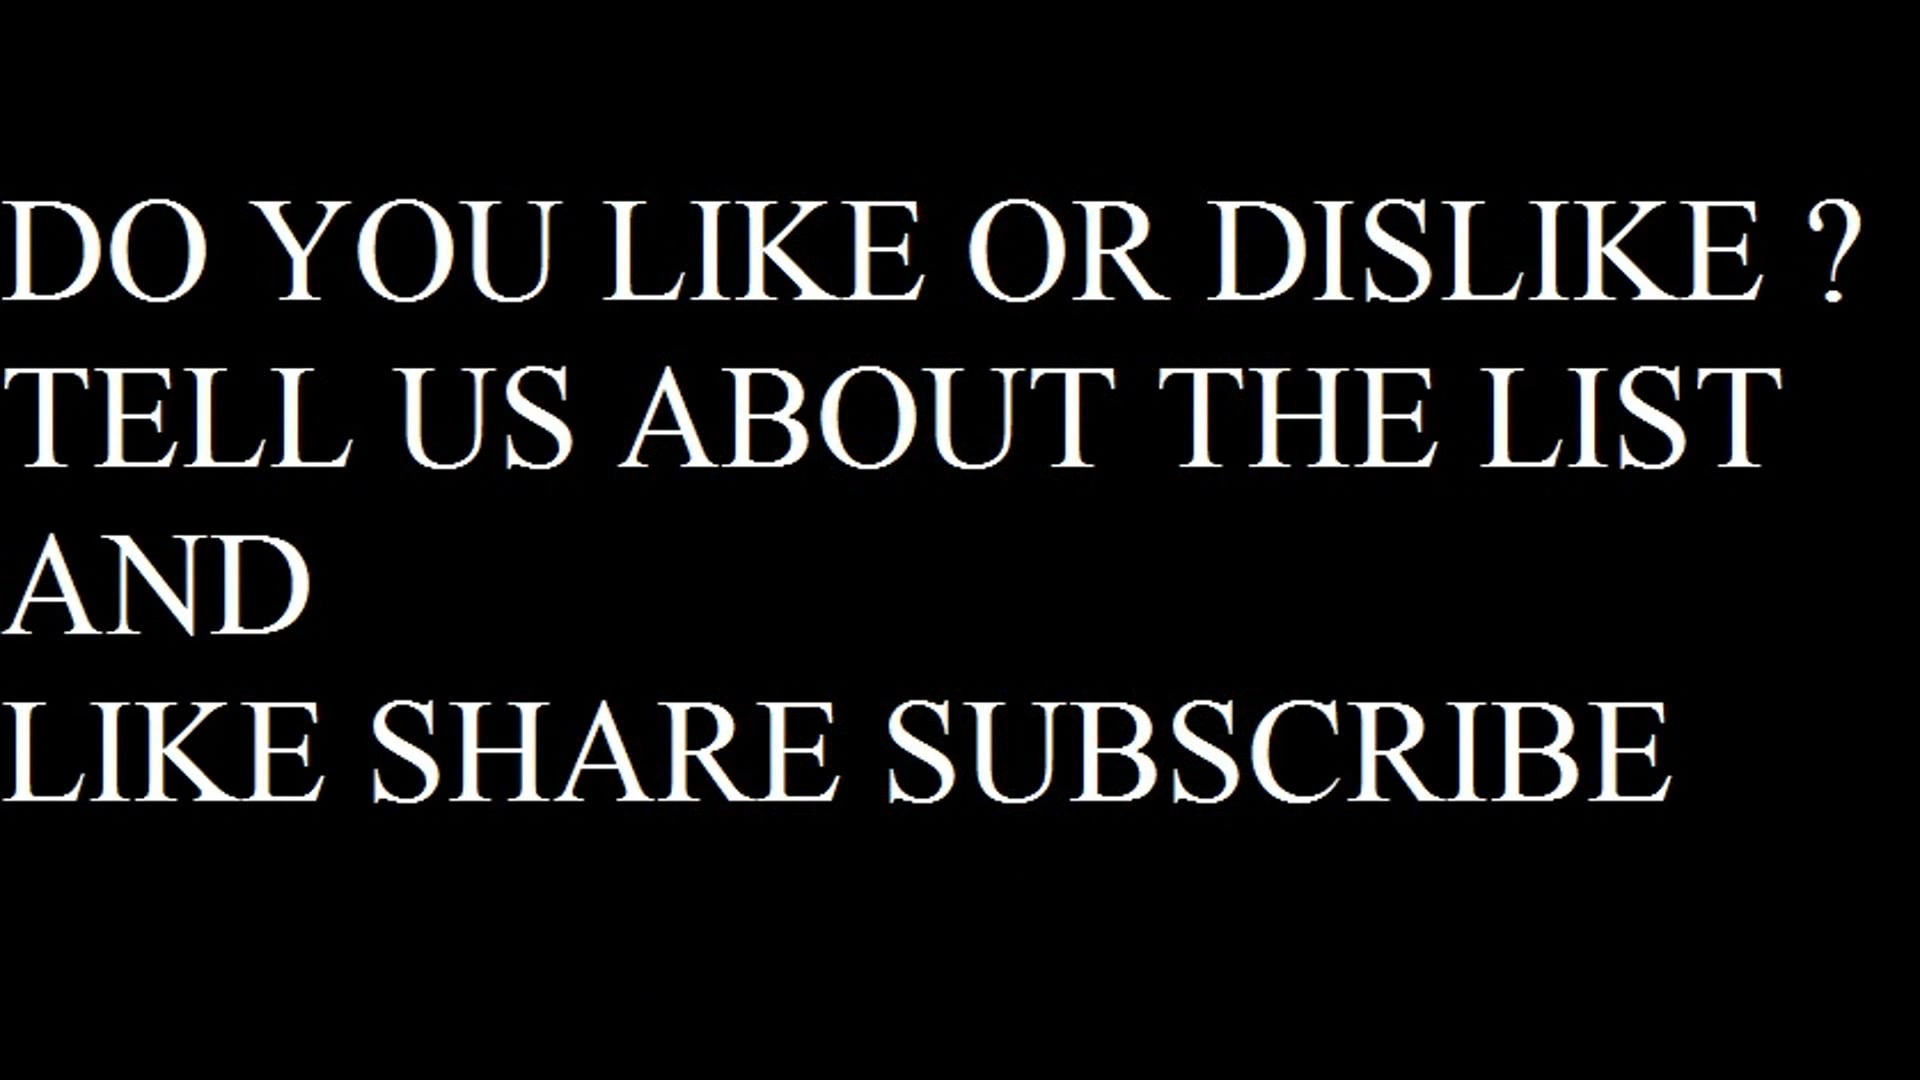 DO YOU LIKE OR DISLIKE ?
TELL US ABOUT THE LIST
AND
LIKE SHARE SUBSCRIBE